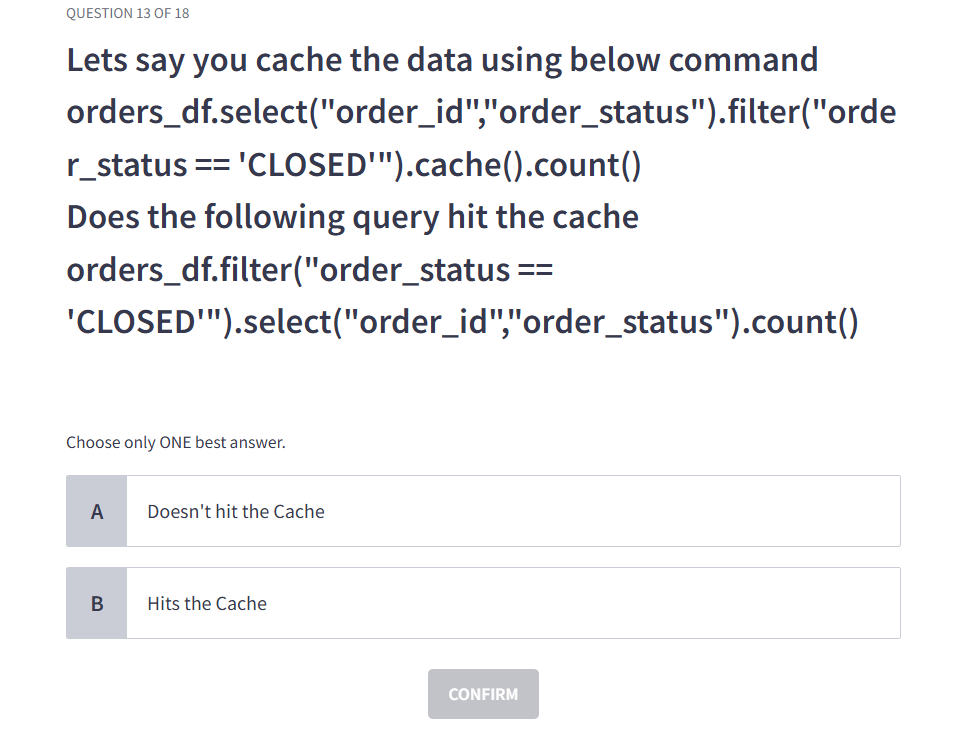 QUESTION 13 OF 18
Lets say you cache the data using below command
orders_df.select("order_id","order_status").filter("orde
r_status == 'CLOSED'").cache().count()
Does the following query hit the cache
orders_df.filter("order_status ==
'CLOSED'").select("order_id","order_status").count()
Choose only ONE best answer.
A
Doesn't hit the Cache
B
Hits the Cache
CONFIRM